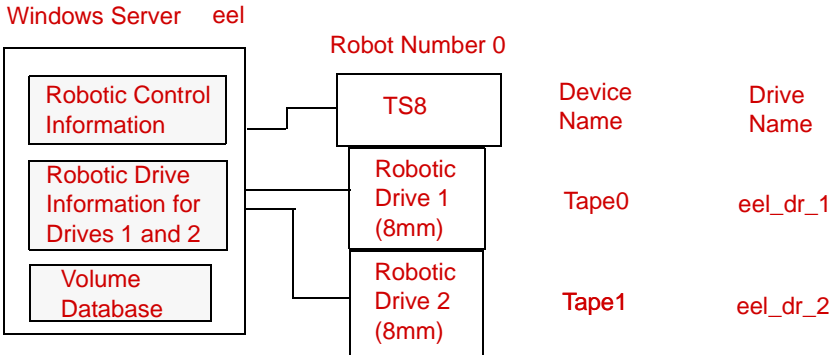 Windows Server eel
Robot Number 0
Robotic Control
Information
TS8
Device
Name
Drive
Name
Robotic Drive
Information for
Drives 1 and 2
Robotic
Drive 1
(8mm)
Tape0
eel_dr_1
Volume
Database
Robotic
Drive 2
(8mm)
Tape1
eel_dr_2